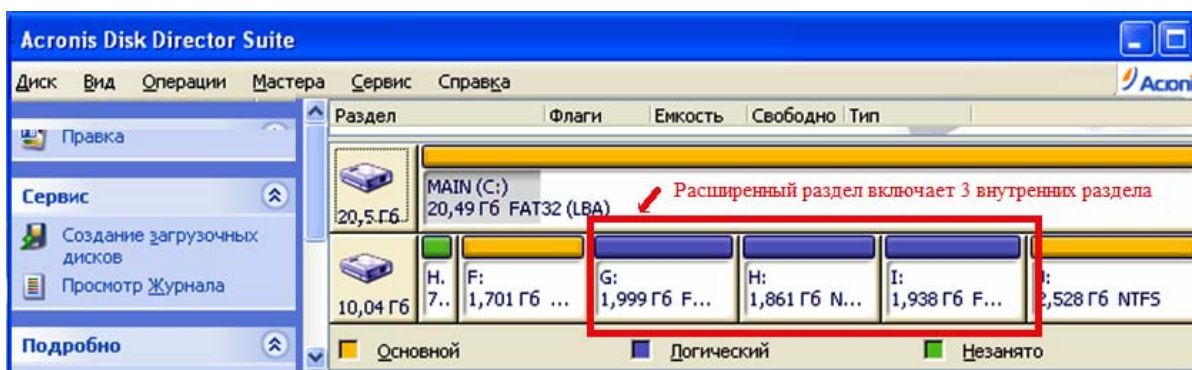 Acronis Disk Director Suite
Диск Вид Операции Мастера Сервис Справка
Acroni
Раздел Флаги Емкость Свободно Тип
Правка
Сервис
Создание загрузочных
дисков
Просмотр Журнала
Подробно
20,5 Гб
MAIN (C:)
20,49 Гб FAT32 (LBA)
Расширенный раздел включает 3 внутренних раздела
10,04 Гб
Н.
7..
F:
1,701 Гб ...
G:
1,999 Гб F...
H:
1,861 Гб N...
I:
1,938 Гб F...
2,528 Гб NTFS
Основной Логический Незанято